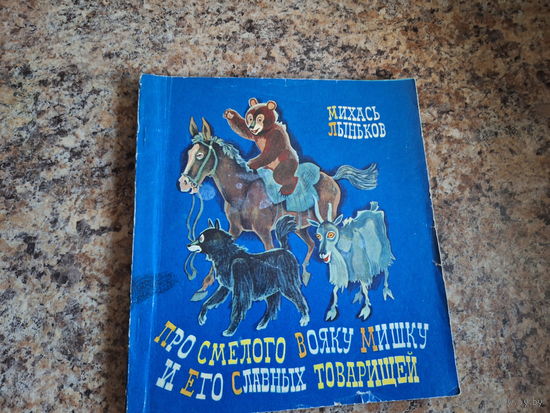 Михась
Лыньков
Про смелого вояку Мишку
и его славных товарищей